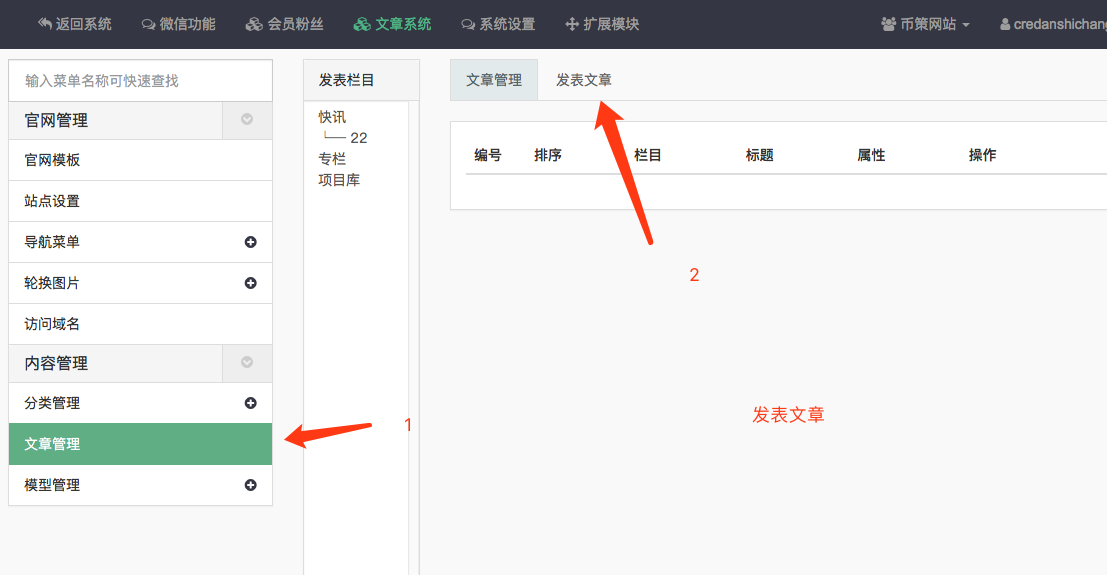 返回系统 微信功能 会员粉丝 文章系统 系统设置 扩展模块 币策网站 credanshichang
输入菜单名称可快速查找
官网管理
官网模板
站点设置
导航菜单
轮换图片
访问域名
内容管理
分类管理
文章管理
模型管理
1
发表栏目
快讯
22
专栏
项目库
文章管理 发表文章
编号 排序 栏目 标题 属性 操作
2
发表文章